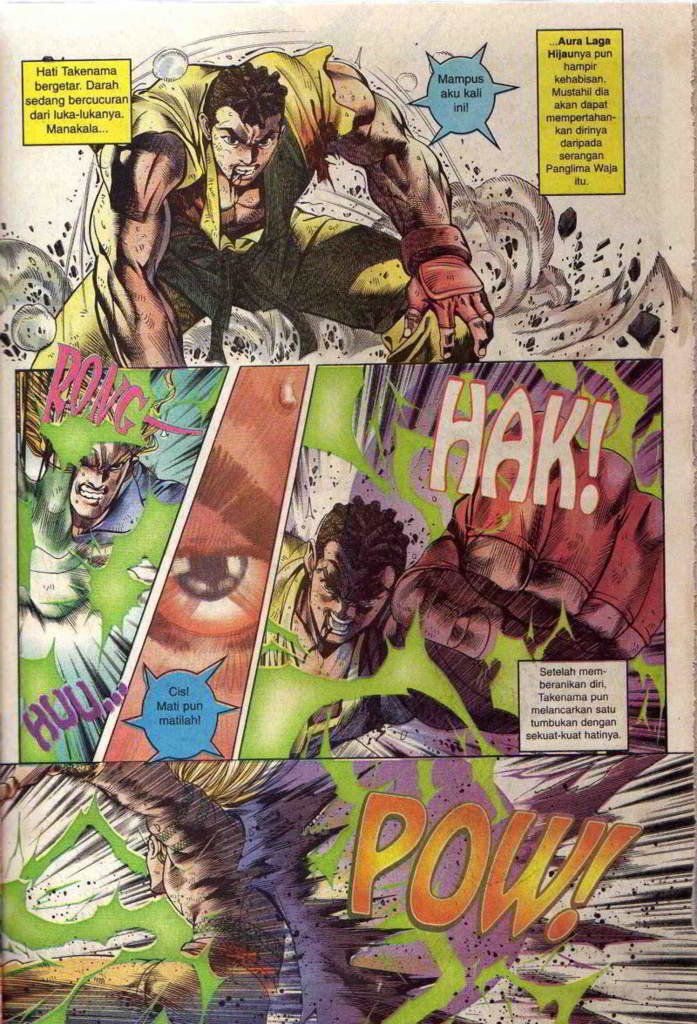 Hati Takenama
bergetar. Darah
sedang bercucuran
dari luka-lukanya.
Manakala...
Mampus
aku kali
ini!
...Aura Laga
Hijaunya pun
hampir
kehabisan.
Mustahil dia
akan dapat
mempertahan-
kan dirinya
daripada
serangan
Panglima Waja
itu.
RONG
HUU...
Cis!
Mati pun
matilah!
HAK!
Setelah mem-
beranikan diri,
Takenama pun
melancarkan satu
tumbukan dengan
sekuat-kuat hatinya.
POW!